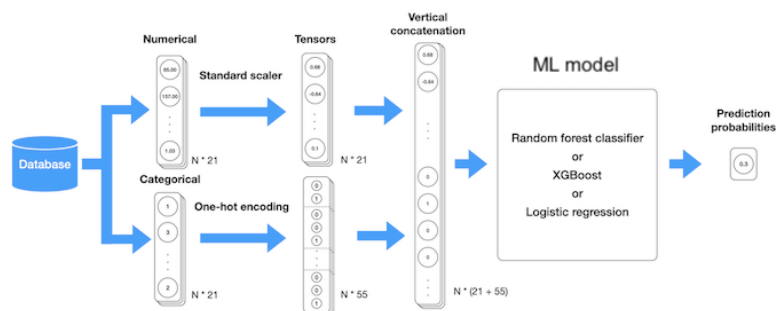 Vertical
concatenation
Numerical
Tensors
0.68
-0.64
ML model
65.00
157.00
1.03
N * 21
Standard scaler
0.68
-0.64
0.1
N * 21
Database
Random forest classifier
or
XGBoost
or
Logistic regression
Prediction
probabilities
0.3
Categorical
1
3
2
N * 21
One-hot encoding
0
1
0
0
1
0
0
1
N * 55
0
1
0
0
N * (21 + 55)